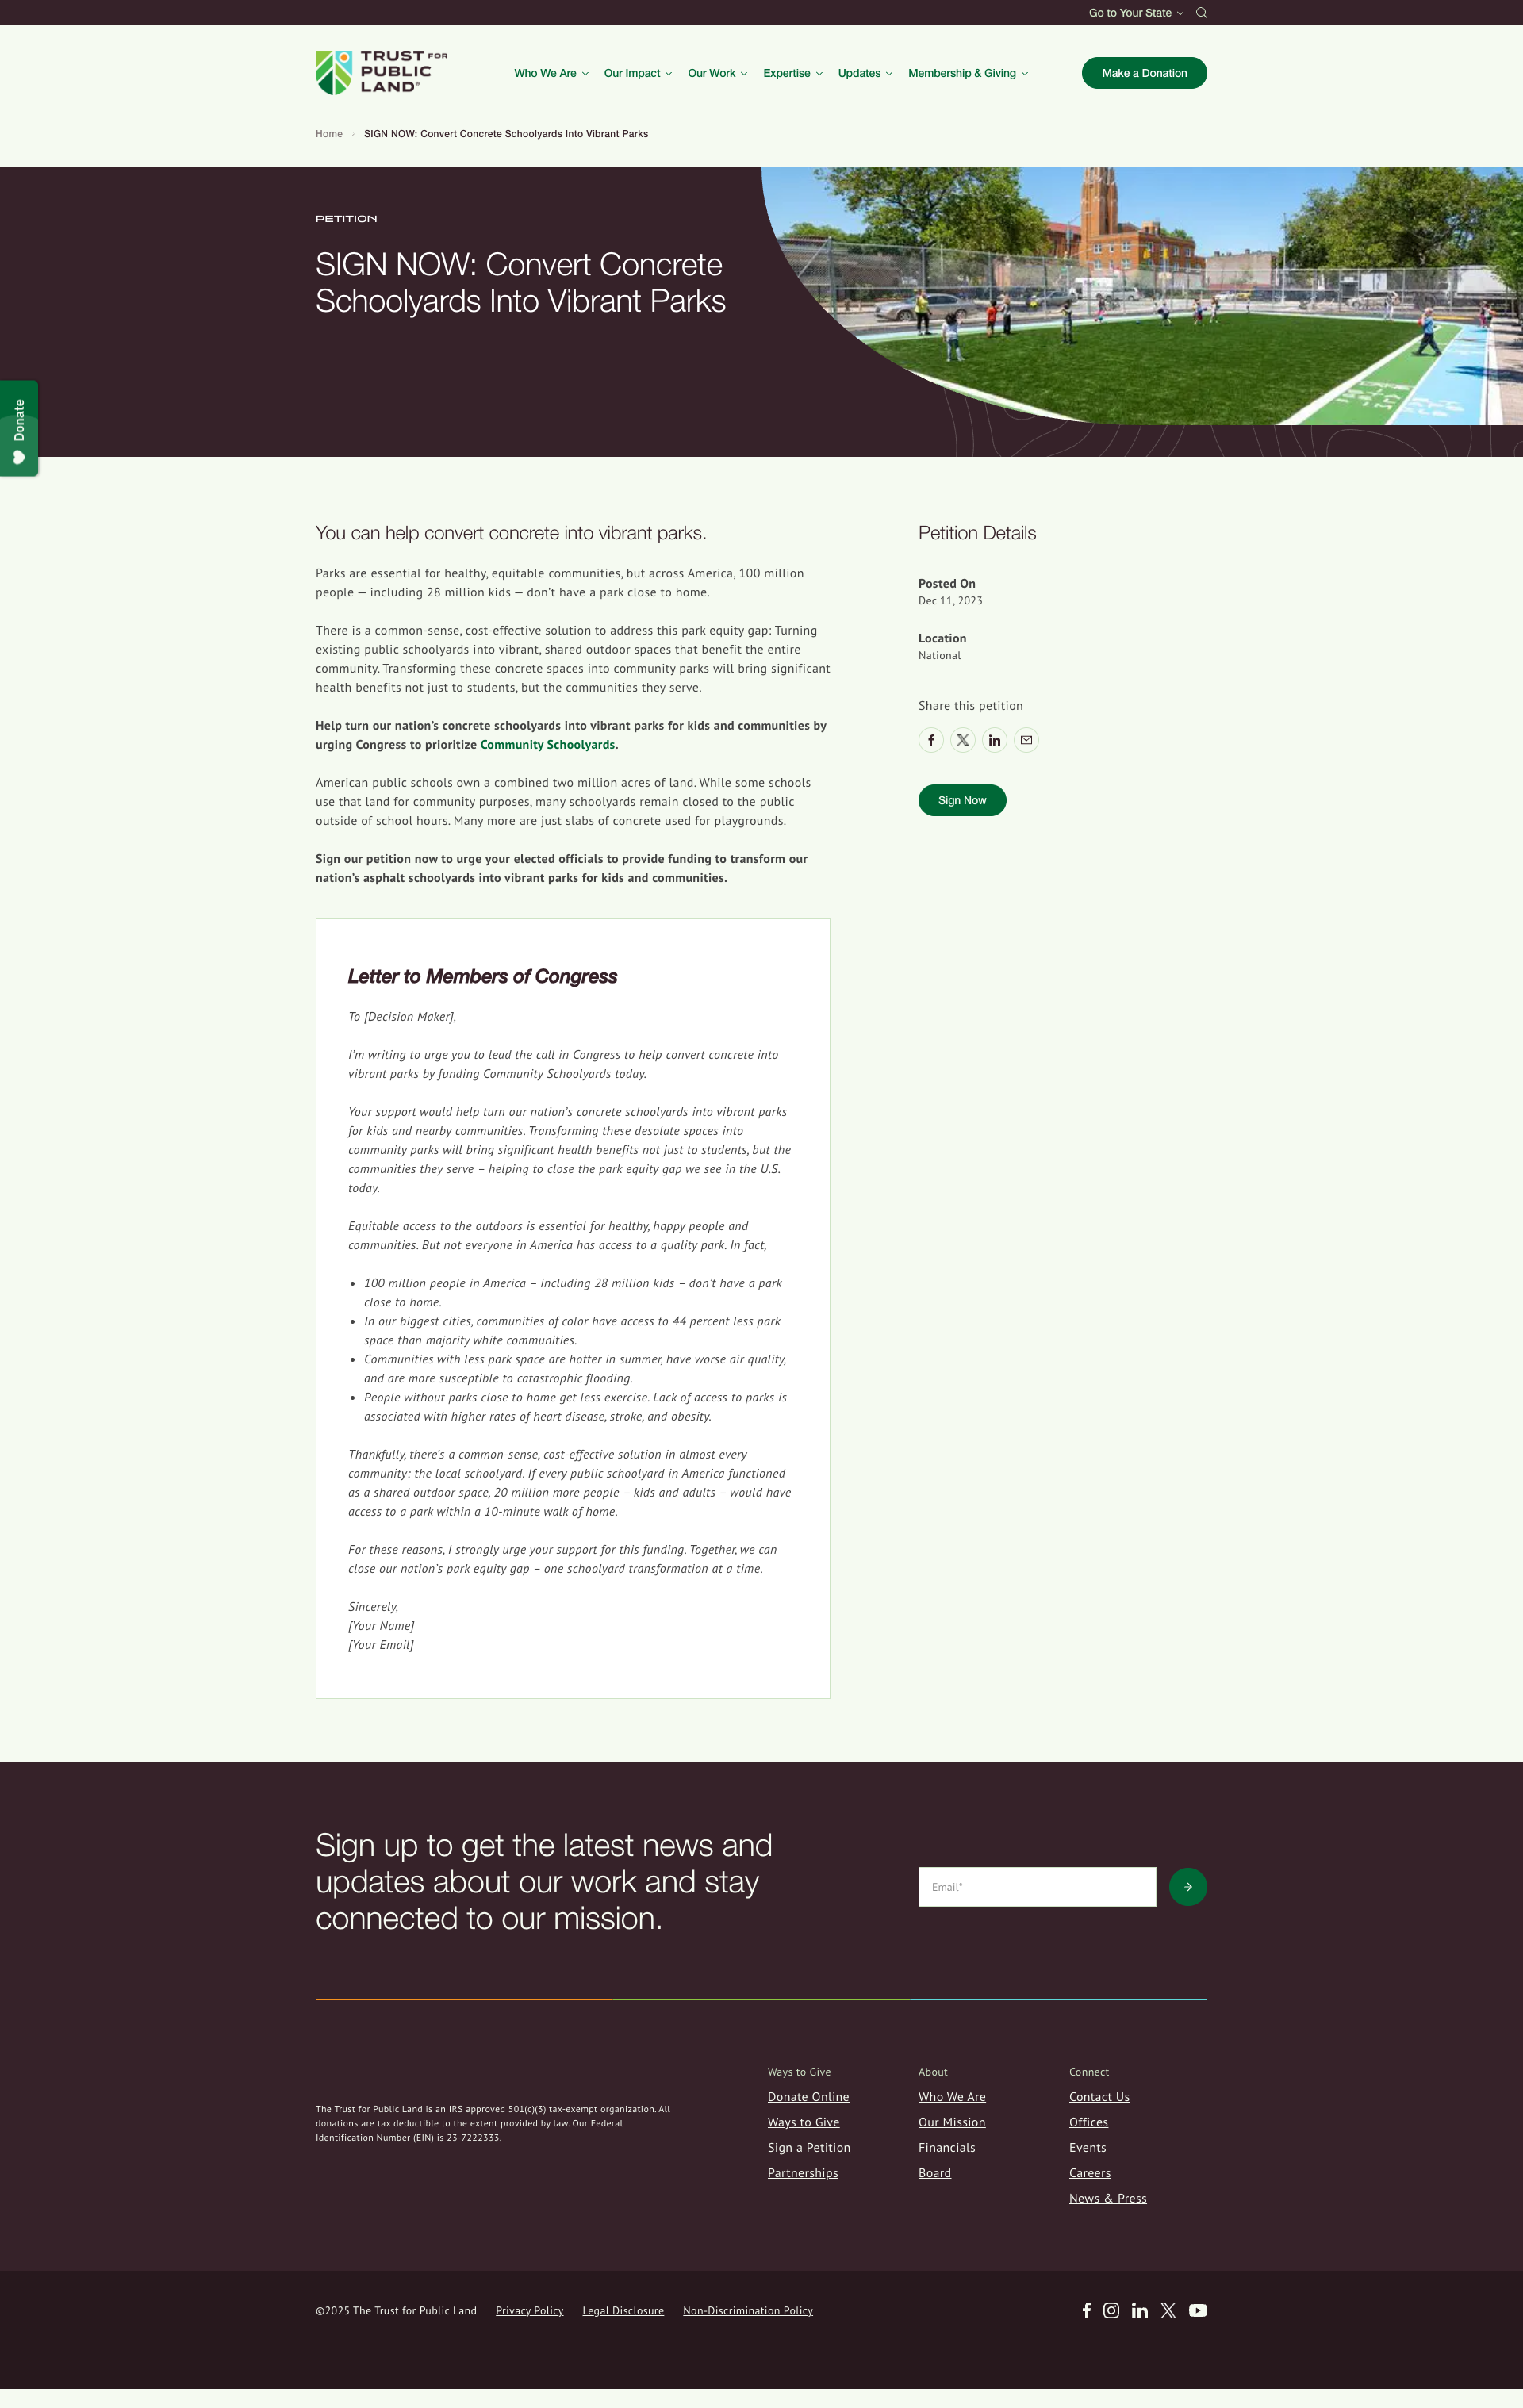 Go to Your State
TRUST FOR
PUBLIC
LAND®
Who We Are
Our Impact
Our Work
Expertise
Updates
Membership & Giving
Make a Donation
Home
SIGN NOW: Convert Concrete Schoolyards Into Vibrant Parks
PETITION
SIGN NOW: Convert Concrete
Schoolyards Into Vibrant Parks
Donate
You can help convert concrete into vibrant parks.
Parks are essential for healthy, equitable communities, but across America, 100 million
people — including 28 million kids — don’t have a park close to home.
There is a common-sense, cost-effective solution to address this park equity gap: Turning
existing public schoolyards into vibrant, shared outdoor spaces that benefit the entire
community. Transforming these concrete spaces into community parks will bring significant
health benefits not just to students, but the communities they serve.
Help turn our nation’s concrete schoolyards into vibrant parks for kids and communities by
urging Congress to prioritize Community Schoolyards.
American public schools own a combined two million acres of land. While some schools
use that land for community purposes, many schoolyards remain closed to the public
outside of school hours. Many more are just slabs of concrete used for playgrounds.
Sign our petition now to urge your elected officials to provide funding to transform our
nation’s asphalt schoolyards into vibrant parks for kids and communities.
Petition Details
Posted On
Dec 11, 2023
Location
National
Share this petition
Sign Now
Letter to Members of Congress
To [Decision Maker],
I’m writing to urge you to lead the call in Congress to help convert concrete into
vibrant parks by funding Community Schoolyards today.
Your support would help turn our nation’s concrete schoolyards into vibrant parks
for kids and nearby communities. Transforming these desolate spaces into
community parks will bring significant health benefits not just to students, but the
communities they serve – helping to close the park equity gap we see in the U.S.
today.
Equitable access to the outdoors is essential for healthy, happy people and
communities. But not everyone in America has access to a quality park. In fact,
• 100 million people in America – including 28 million kids – don’t have a park
close to home.
• In our biggest cities, communities of color have access to 44 percent less park
space than majority white communities.
• Communities with less park space are hotter in summer, have worse air quality,
and are more susceptible to catastrophic flooding.
• People without parks close to home get less exercise. Lack of access to parks is
associated with higher rates of heart disease, stroke, and obesity.
Thankfully, there’s a common-sense, cost-effective solution in almost every
community: the local schoolyard. If every public schoolyard in America functioned
as a shared outdoor space, 20 million more people – kids and adults – would have
access to a park within a 10-minute walk of home.
For these reasons, I strongly urge your support for this funding. Together, we can
close our nation’s park equity gap – one schoolyard transformation at a time.
Sincerely,
[Your Name]
[Your Email]
Sign up to get the latest news and
updates about our work and stay
connected to our mission.
Email*
The Trust for Public Land is an IRS approved 501(c)(3) tax-exempt organization. All
donations are tax deductible to the extent provided by law. Our Federal
Identification Number (EIN) is 23-7222333.
Ways to Give
Donate Online
Ways to Give
Sign a Petition
Partnerships
About
Who We Are
Our Mission
Financials
Board
Connect
Contact Us
Offices
Events
Careers
News & Press
©2025 The Trust for Public Land
Privacy Policy
Legal Disclosure
Non-Discrimination Policy